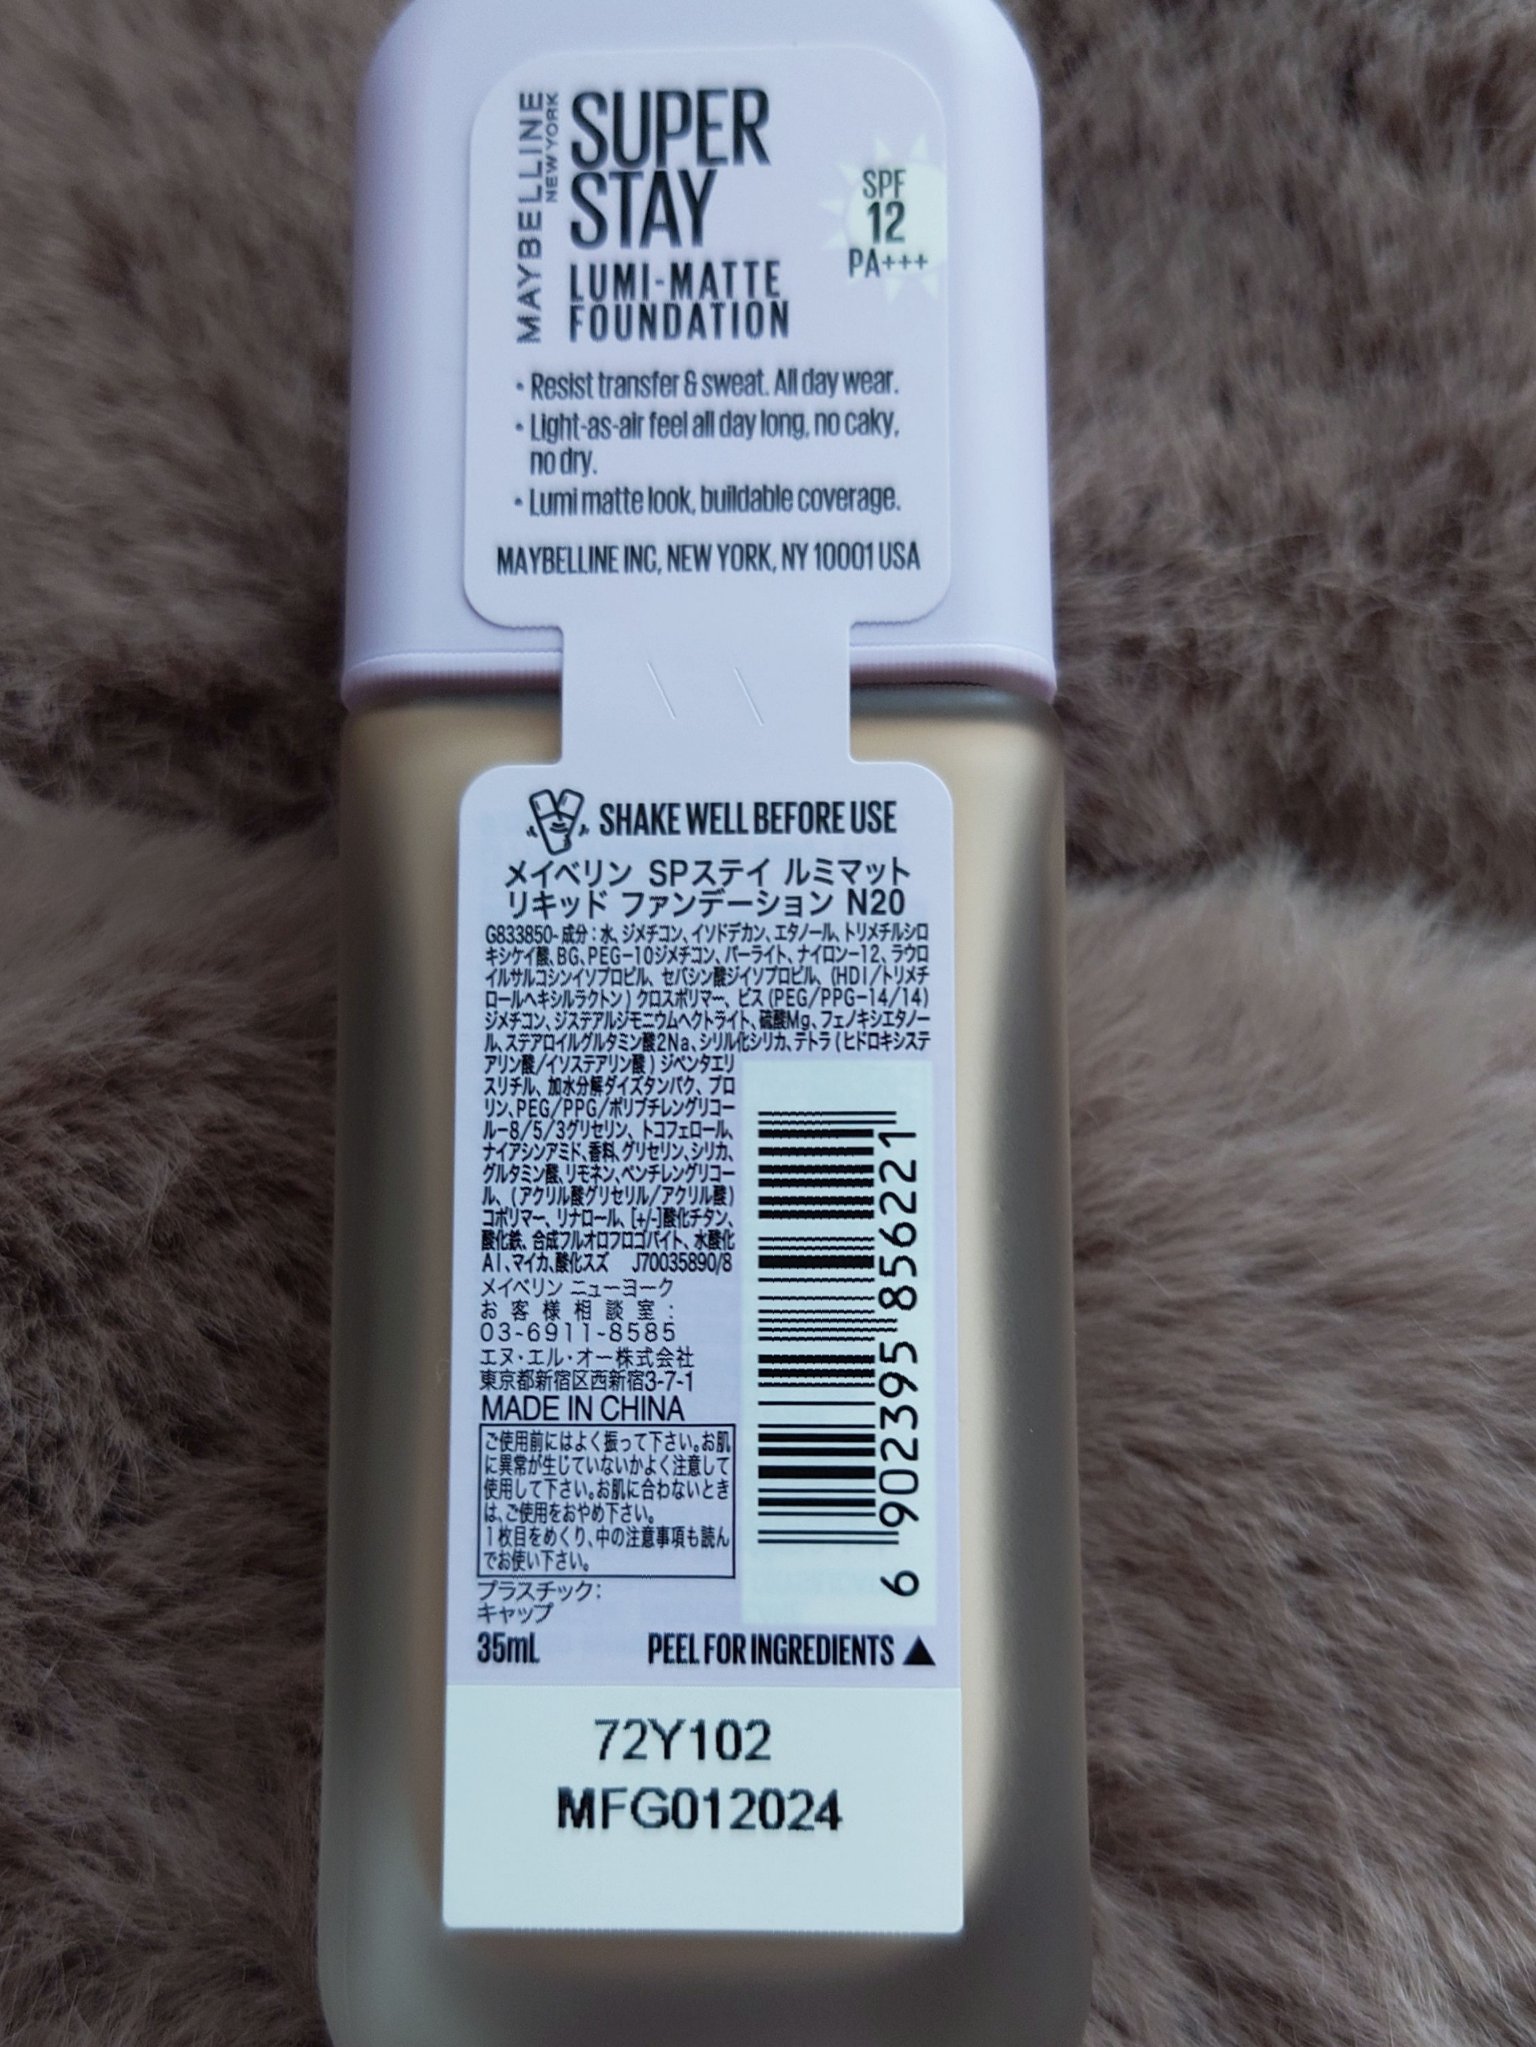 MAYBELLINE
NEW YORK
SUPER
STAY
LUMI-MATTE
FOUNDATION
SPF
12
PA+++
• Resist transfer & sweat. All day wear.
• Light-as-air feel all day long, no caky,
no dry.
• Lumi matte look, buildable coverage.
MAYBELLINE INC, NEW YORK, NY 10001 USA
SHAKE WELL BEFORE USE
メイベリン SPステイ ルミマット
リキッド ファンデーション N20
G833850- 成分：水、ジメチコン、イソドデカン、エタノール、トリメチルシロ
キシケイ酸、BG、PEG-10ジメチコン、パーライト、ナイロン-12、ラウロ
イルサルコシンイソプロピル、セバシン酸ジイソプロピル、(HDI/トリメチ
ロールヘキシルラクトン) クロスポリマー、ビス (PEG/PPG-14/14)
ジメチコン、ジステアルジモニウムヘクトライト、硫酸Mg、フェノキシエタノー
ル、ステアロイルグルタミン酸2Na、シリル化シリカ、テトラ (ヒドロキシステ
アリン酸/イソステアリン酸) ジペンタエリ
スリチル、加水分解ダイズタンパク、プロ
リン、PEG/PPG/ポリブチレングリコー
ル-8/5/3グリセリン、トコフェロール、
ナイアシンアミド、香料、グリセリン、シリカ、
グルタミン酸、リモネン、ペンチレングリコー
ル、(アクリル酸グリセリル/アクリル酸)
コポリマー、リナロール、[+/-]酸化チタン、
酸化鉄、合成フルオロフロゴパイト、水酸化
Al、マイカ、酸化スズ J70035890/8
メイベリン ニューヨーク
お客様相談室：
03-6911-8585
エヌ・エル・オー株式会社
東京都新宿区西新宿3-7-1
MADE IN CHINA
ご使用前にはよく振って下さい。お肌
に異常が生じていないかよく注意して
使用して下さい。お肌に合わないとき
は、ご使用をおやめ下さい。
1枚目をめくり、中の注意事項も読ん
でお使い下さい。
プラスチック：
キャップ
6 902395 856221
35mL
PEEL FOR INGREDIENTS ▲
72Y102
MFG012024